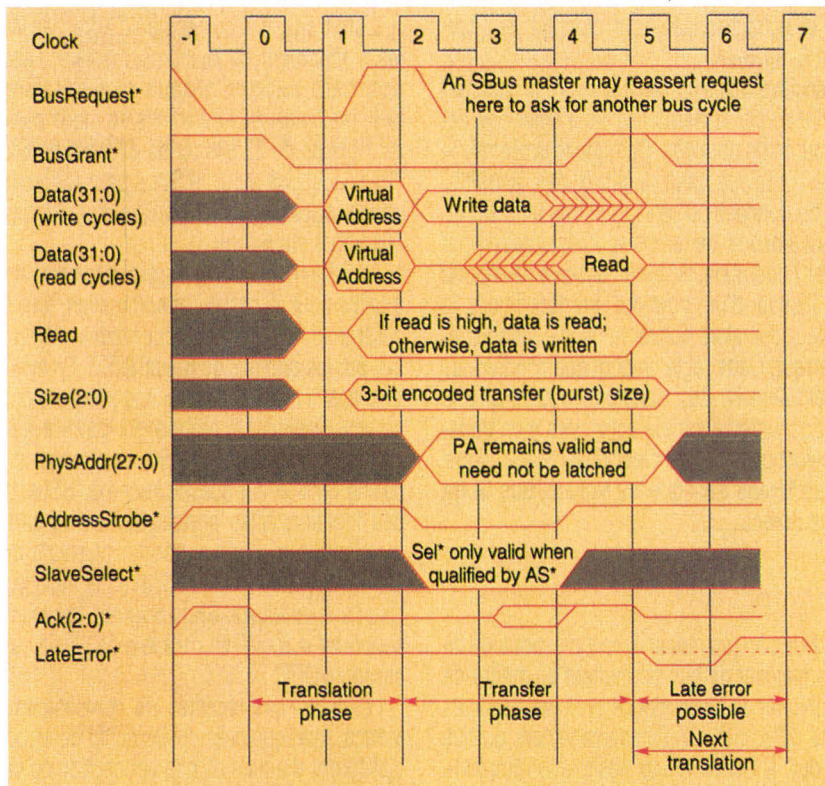 Clock -1 0 1 2 3 4 5 6 7
BusRequest*
An SBus master may reassert request
here to ask for another bus cycle
BusGrant*
Data(31:0)
(write cycles)
Virtual
Address
Write data
Data(31:0)
(read cycles)
Virtual
Address
Read
Read
If read is high, data is read;
otherwise, data is written
Size(2:0)
3-bit encoded transfer (burst) size)
PhysAddr(27:0)
PA remains valid and
need not be latched
AddressStrobe*
SlaveSelect*
Sel* only valid when
qualified by AS*
Ack(2:0)*
LateError*
Translation
phase
Transfer
phase
Late error
possible
Next
translation